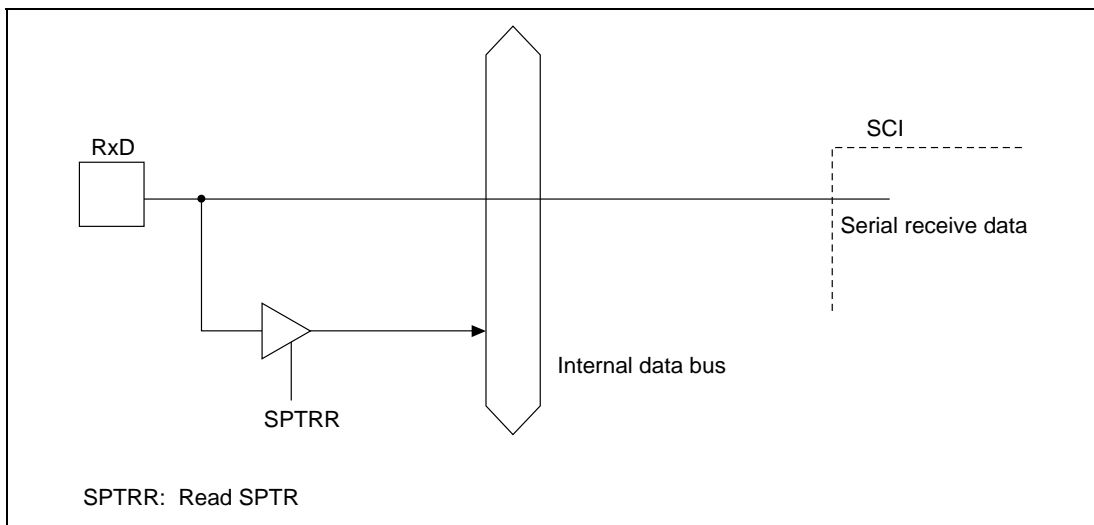 RxD
SCI
Serial receive data
Internal data bus
SPTRR
SPTRR: Read SPTR